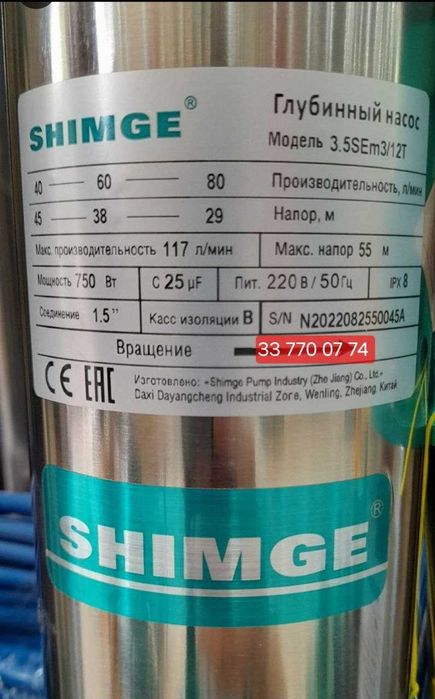 SHIMGE®
Глубинный насос
Модель 3.5SEm3/12T
40 — 60 — 80 Производительность, л/мин
45 — 38 — 29 Напор, м
Макс. производительность 117 л/мин Макс. напор 55 м
Мощность 750 Вт C 25 µF Пит. 220 В / 50 Гц IPX 8
Соединение 1.5" Касс изоляции B S/N N2022082550045A
Вращение 33 770 07 74
CE EAC Изготовлено: «Shimge Pump Industry (Zhe Jiang) Co., Ltd»
Daxi Dayangcheng Industrial Zore, Wenling, Zhejiang, Китай
SHIMGE®